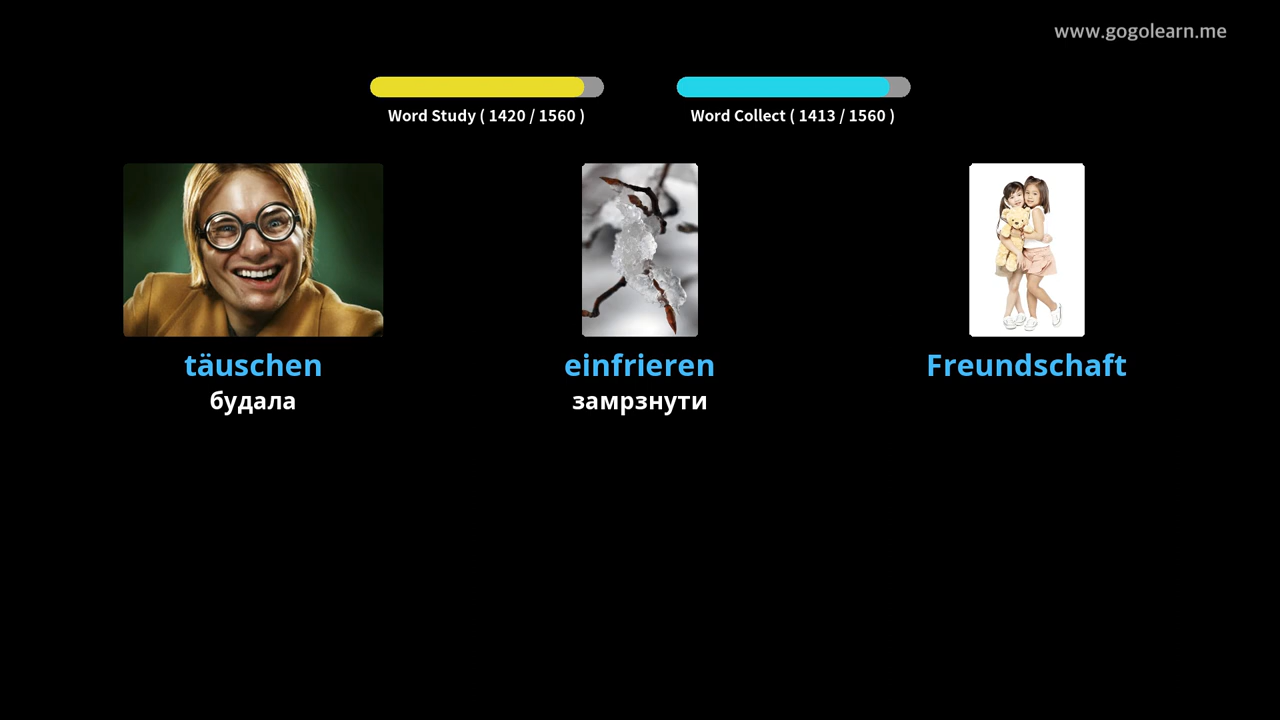 www.gogolearn.me
Word Study ( 1420 / 1560 )
Word Collect ( 1413 / 1560 )
täuschen
будала
einfrieren
замрзнути
Freundschaft